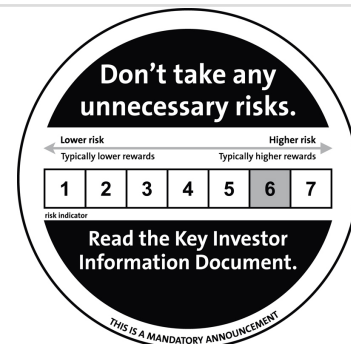 Don't take any
unnecessary risks.
Lower risk Higher risk
Typically lower rewards Typically higher rewards
1 2 3 4 5 6 7
risk indicator
Read the Key Investor
Information Document.
THIS IS A MANDATORY ANNOUNCEMENT